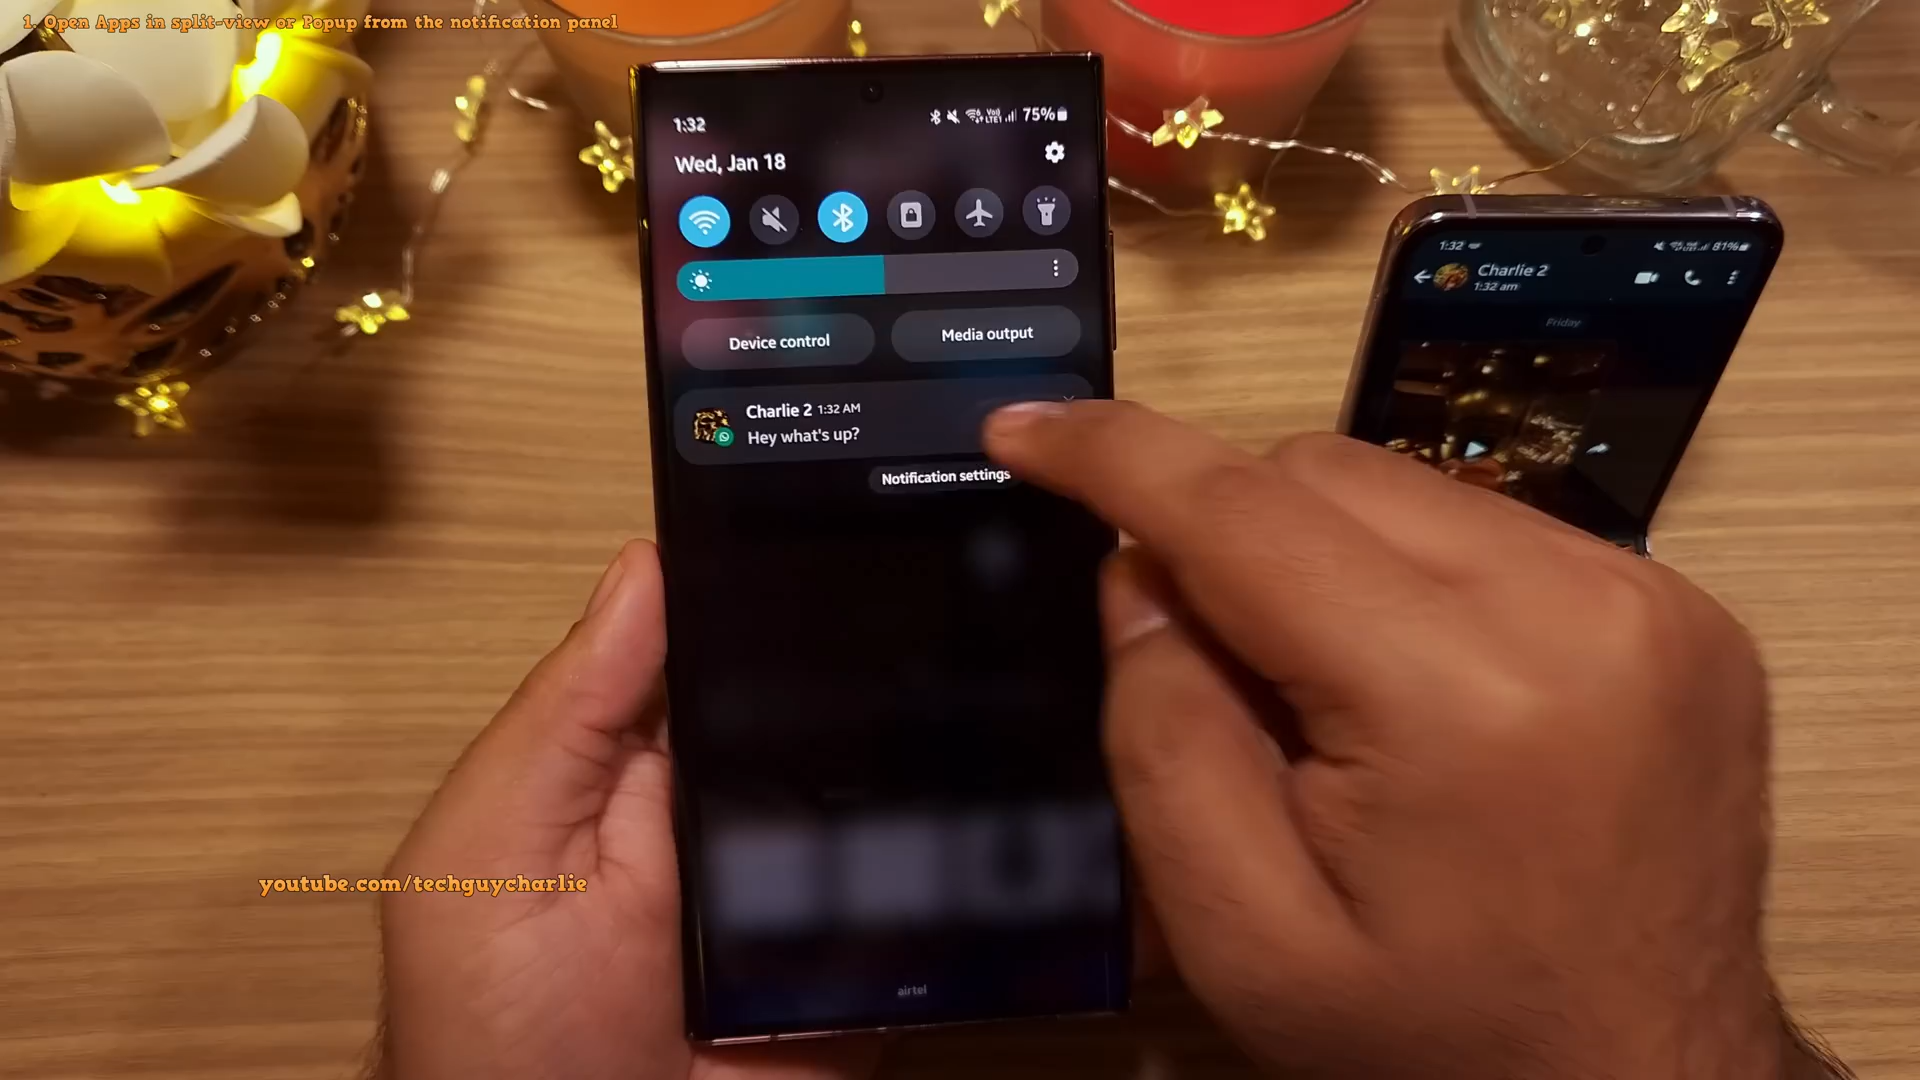 1. Open Apps in split-view or Popup from the notification panel
1:32
75%
Wed, Jan 18
Device control
Media output
Charlie 2 1:32 AM
Hey what's up?
Notification settings
airtel
1:32
81%
Charlie 2
1:32 am
Friday
youtube.com/techguycharlie